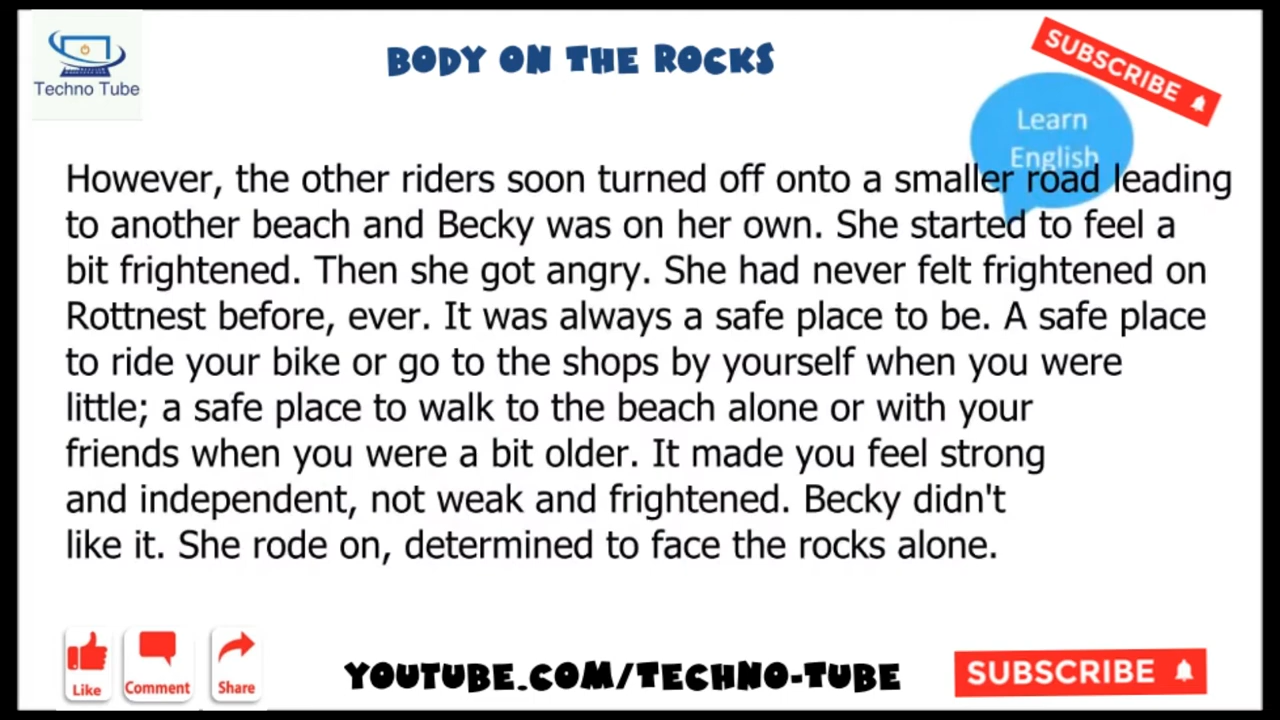 Techno Tube
BODY ON THE ROCKS
SUBSCRIBE
Learn
English
However, the other riders soon turned off onto a smaller road leading
to another beach and Becky was on her own. She started to feel a
bit frightened. Then she got angry. She had never felt frightened on
Rottnest before, ever. It was always a safe place to be. A safe place
to ride your bike or go to the shops by yourself when you were
little; a safe place to walk to the beach alone or with your
friends when you were a bit older. It made you feel strong
and independent, not weak and frightened. Becky didn't
like it. She rode on, determined to face the rocks alone.
Like
Comment
Share
YOUTUBE.COM/TECHNO-TUBE
SUBSCRIBE